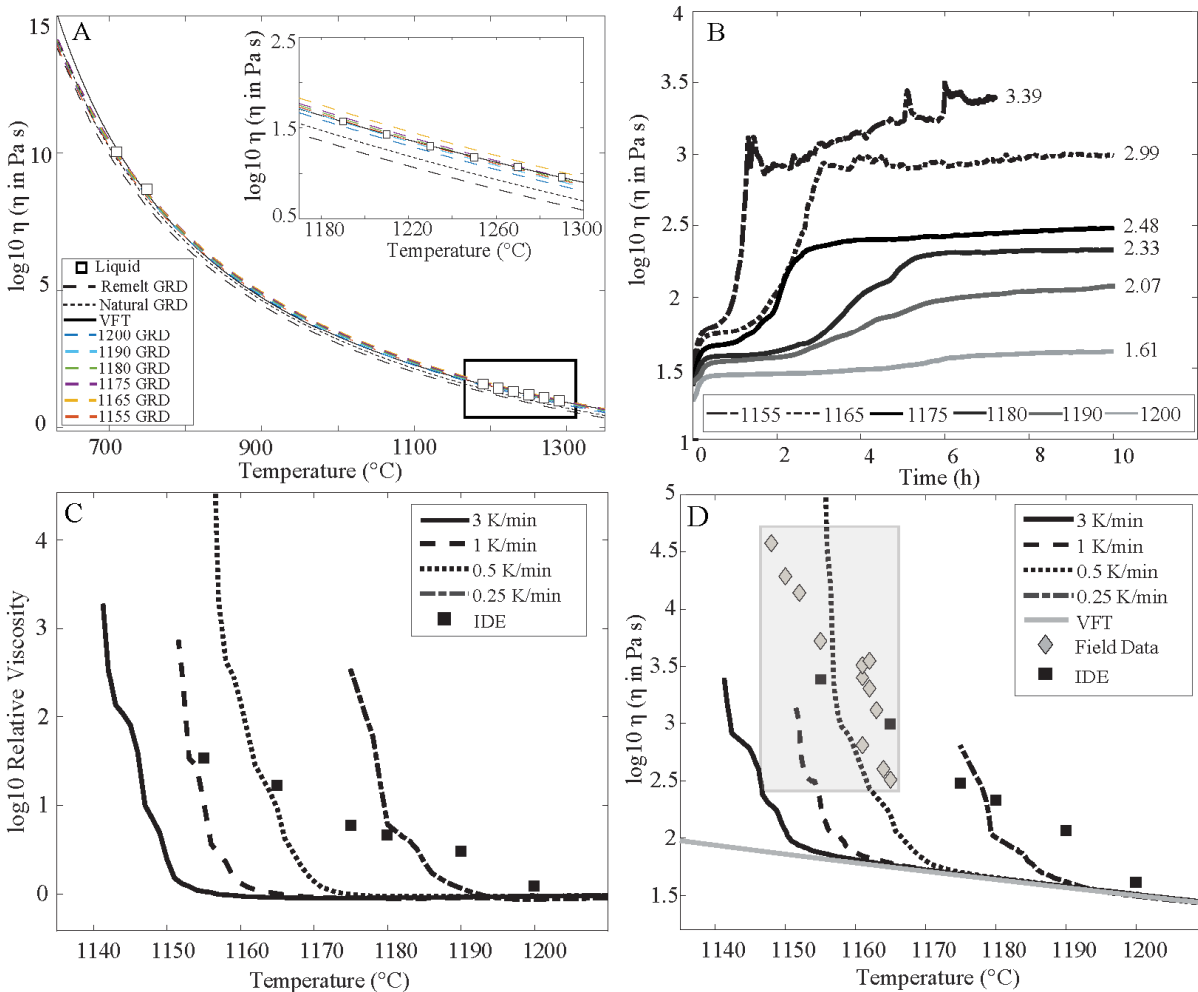 A
15
10
5
0
log10 η (η in Pa s)
700
900
1100
1300
Temperature (°C)
2.5
1.5
0.5
log10 η (η in Pa s)
1180
1220
1260
1300
Temperature (°C)
Liquid
Remelt GRD
Natural GRD
VFT
1200 GRD
1190 GRD
1180 GRD
1175 GRD
1165 GRD
1155 GRD
B
4
3.5
3
2.5
2
1.5
1
log10 η (η in Pa s)
3.39
2.99
2.48
2.33
2.07
1.61
1155
1165
1175
1180
1190
1200
0
2
4
6
8
10
Time (h)
C
4
3
2
1
0
log10 Relative Viscosity
3 K/min
1 K/min
0.5 K/min
0.25 K/min
IDE
1140
1150
1160
1170
1180
1190
1200
Temperature (°C)
D
5
4.5
4
3.5
3
2.5
2
1.5
log10 η (η in Pa s)
3 K/min
1 K/min
0.5 K/min
0.25 K/min
VFT
Field Data
IDE
1140
1150
1160
1170
1180
1190
1200
Temperature (°C)